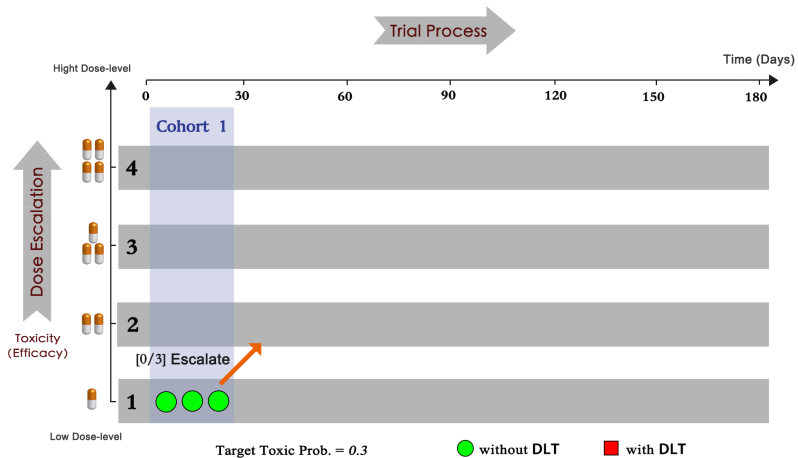 Trial Process
Time (Days)
Hight Dose-level
0 30 60 90 120 150 180
Cohort 1
4
Dose Escalation
3
2
Toxicity
(Efficacy)
[0/3] Escalate
1
Low Dose-level
Target Toxic Prob. = 0.3
without DLT
with DLT